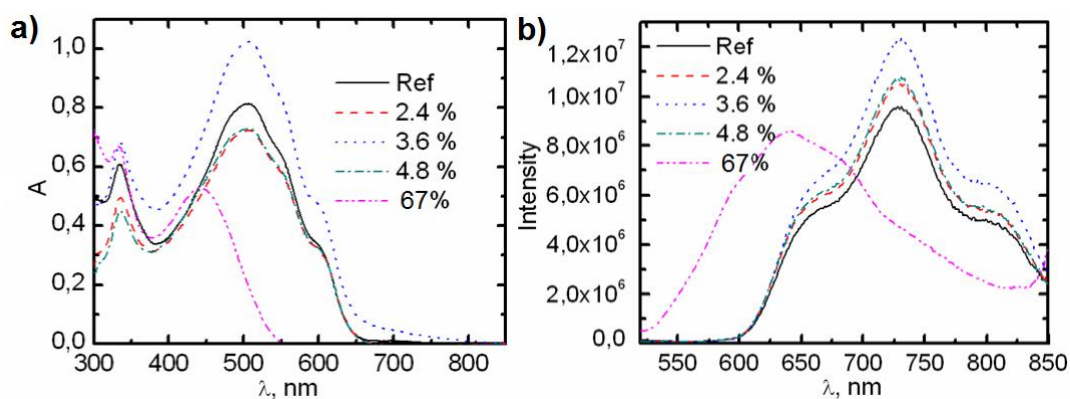 a)
1,0
0,8
0,6
0,4
0,2
0,0
A
300 400 500 600 700 800
λ, nm
Ref
2.4 %
3.6 %
4.8 %
67%
b)
1,2x10⁷
1,0x10⁷
8,0x10⁶
6,0x10⁶
4,0x10⁶
2,0x10⁶
0,0
Intensity
550 600 650 700 750 800 850
λ, nm
Ref
2.4 %
3.6 %
4.8 %
67%